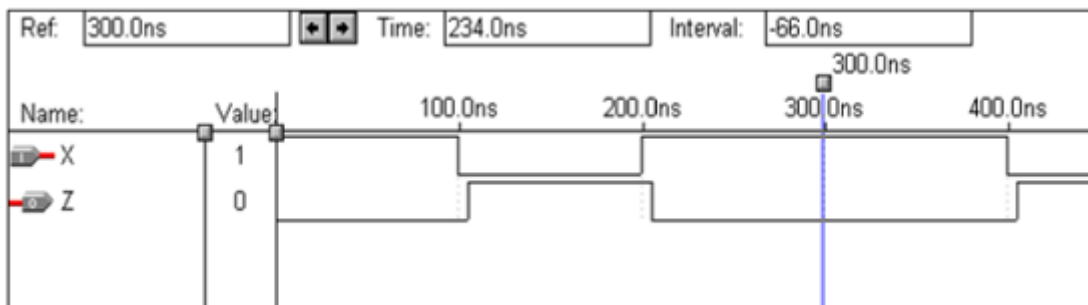 Ref: 300.0ns Time: 234.0ns Interval: -66.0ns
300.0ns
Name: Value: 100.0ns 200.0ns 300.0ns 400.0ns
X 1
Z 0